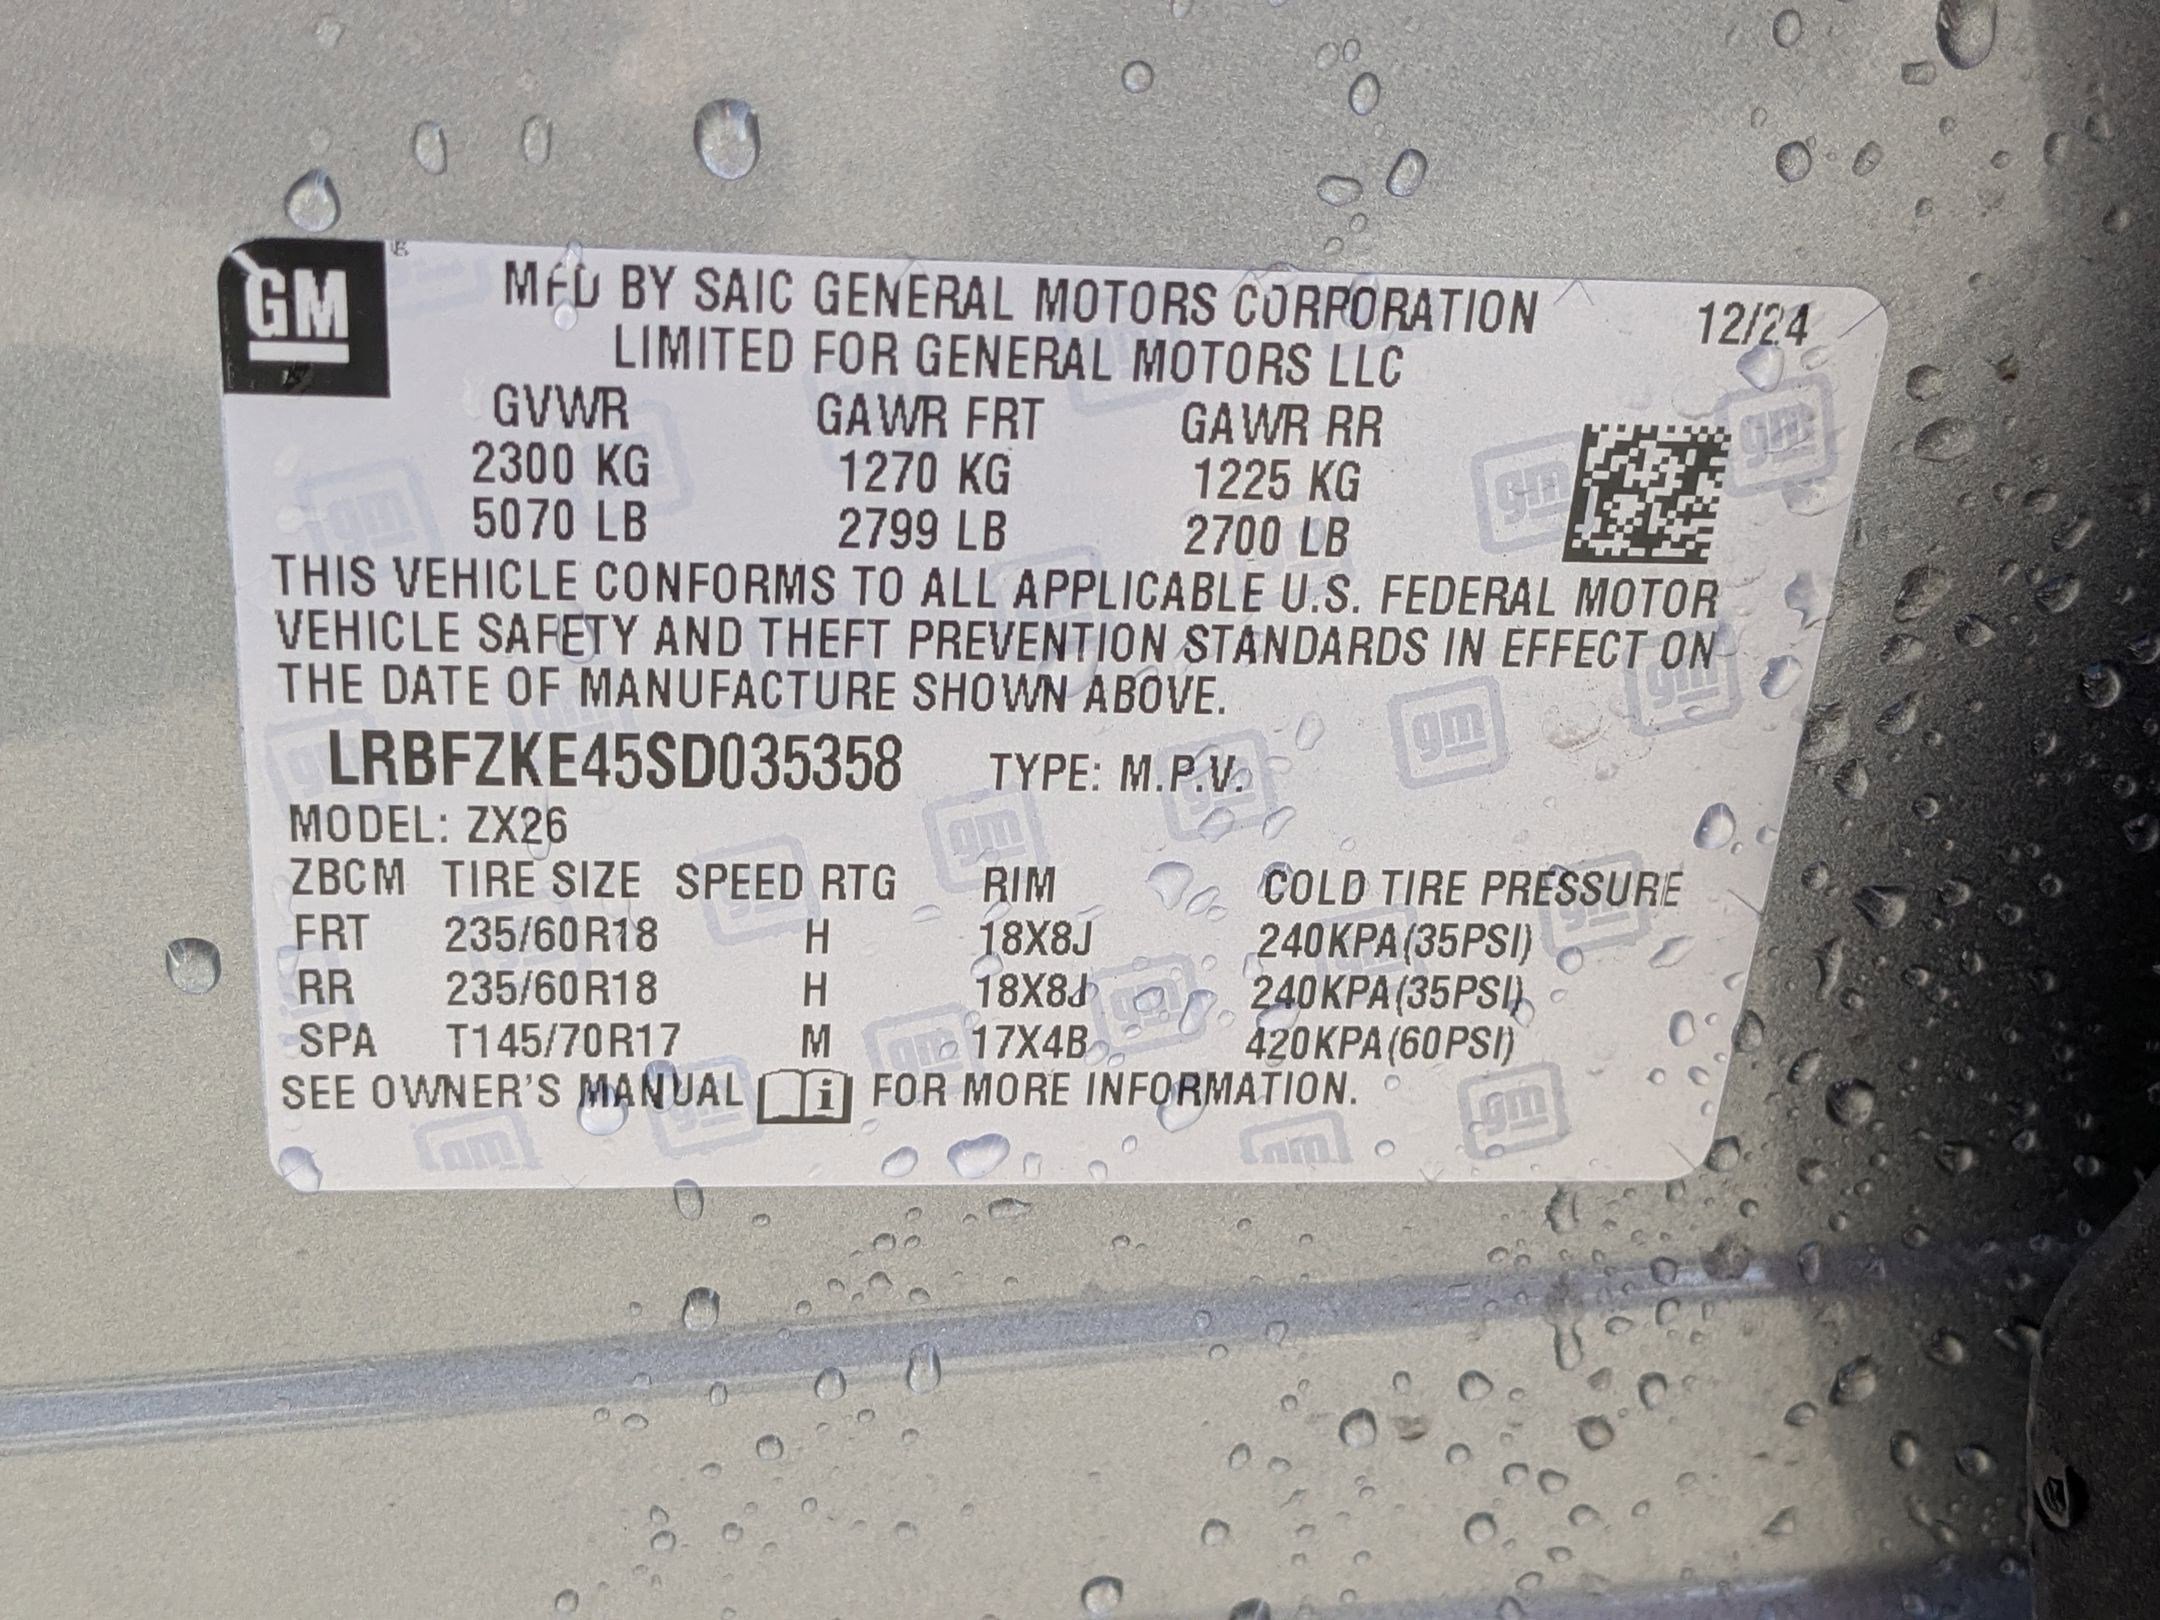 GM
MFD BY SAIC GENERAL MOTORS CORPORATION 12/24
LIMITED FOR GENERAL MOTORS LLC
GVWR GAWR FRT GAWR RR
2300 KG 1270 KG 1225 KG
5070 LB 2799 LB 2700 LB
THIS VEHICLE CONFORMS TO ALL APPLICABLE U.S. FEDERAL MOTOR
VEHICLE SAFETY AND THEFT PREVENTION STANDARDS IN EFFECT ON
THE DATE OF MANUFACTURE SHOWN ABOVE.
LRBFZKE45SD035358 TYPE: M.P.V.
MODEL: ZX26
ZBCM TIRE SIZE SPEED RTG RIM COLD TIRE PRESSURE
FRT 235/60R18 H 18X8J 240KPA(35PSI)
RR 235/60R18 H 18X8J 240KPA(35PSI)
SPA T145/70R17 M 17X4B 420KPA(60PSI)
SEE OWNER'S MANUAL i FOR MORE INFORMATION.